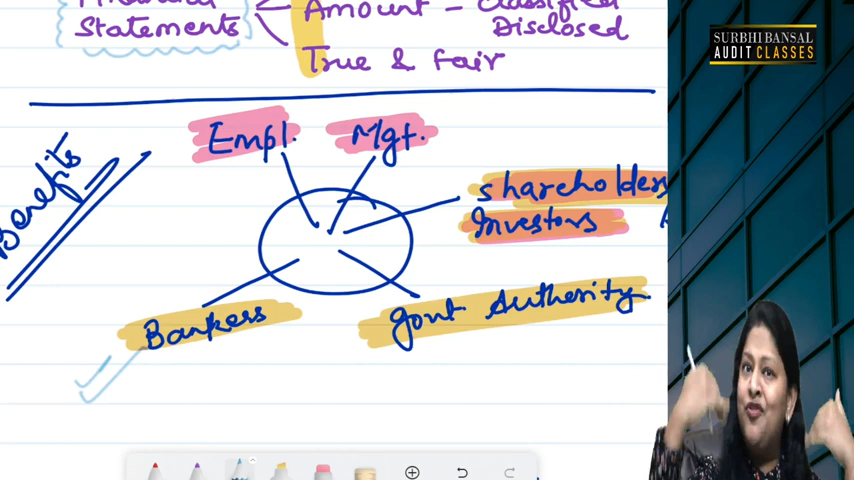 Statements
Amount - Classified
Disclosed
True & Fair
SURBHI BANSAL
AUDIT CLASSES
Benefits
Empl.
Mgt.
Shareholders
Investors
Bankers
Govt Authority